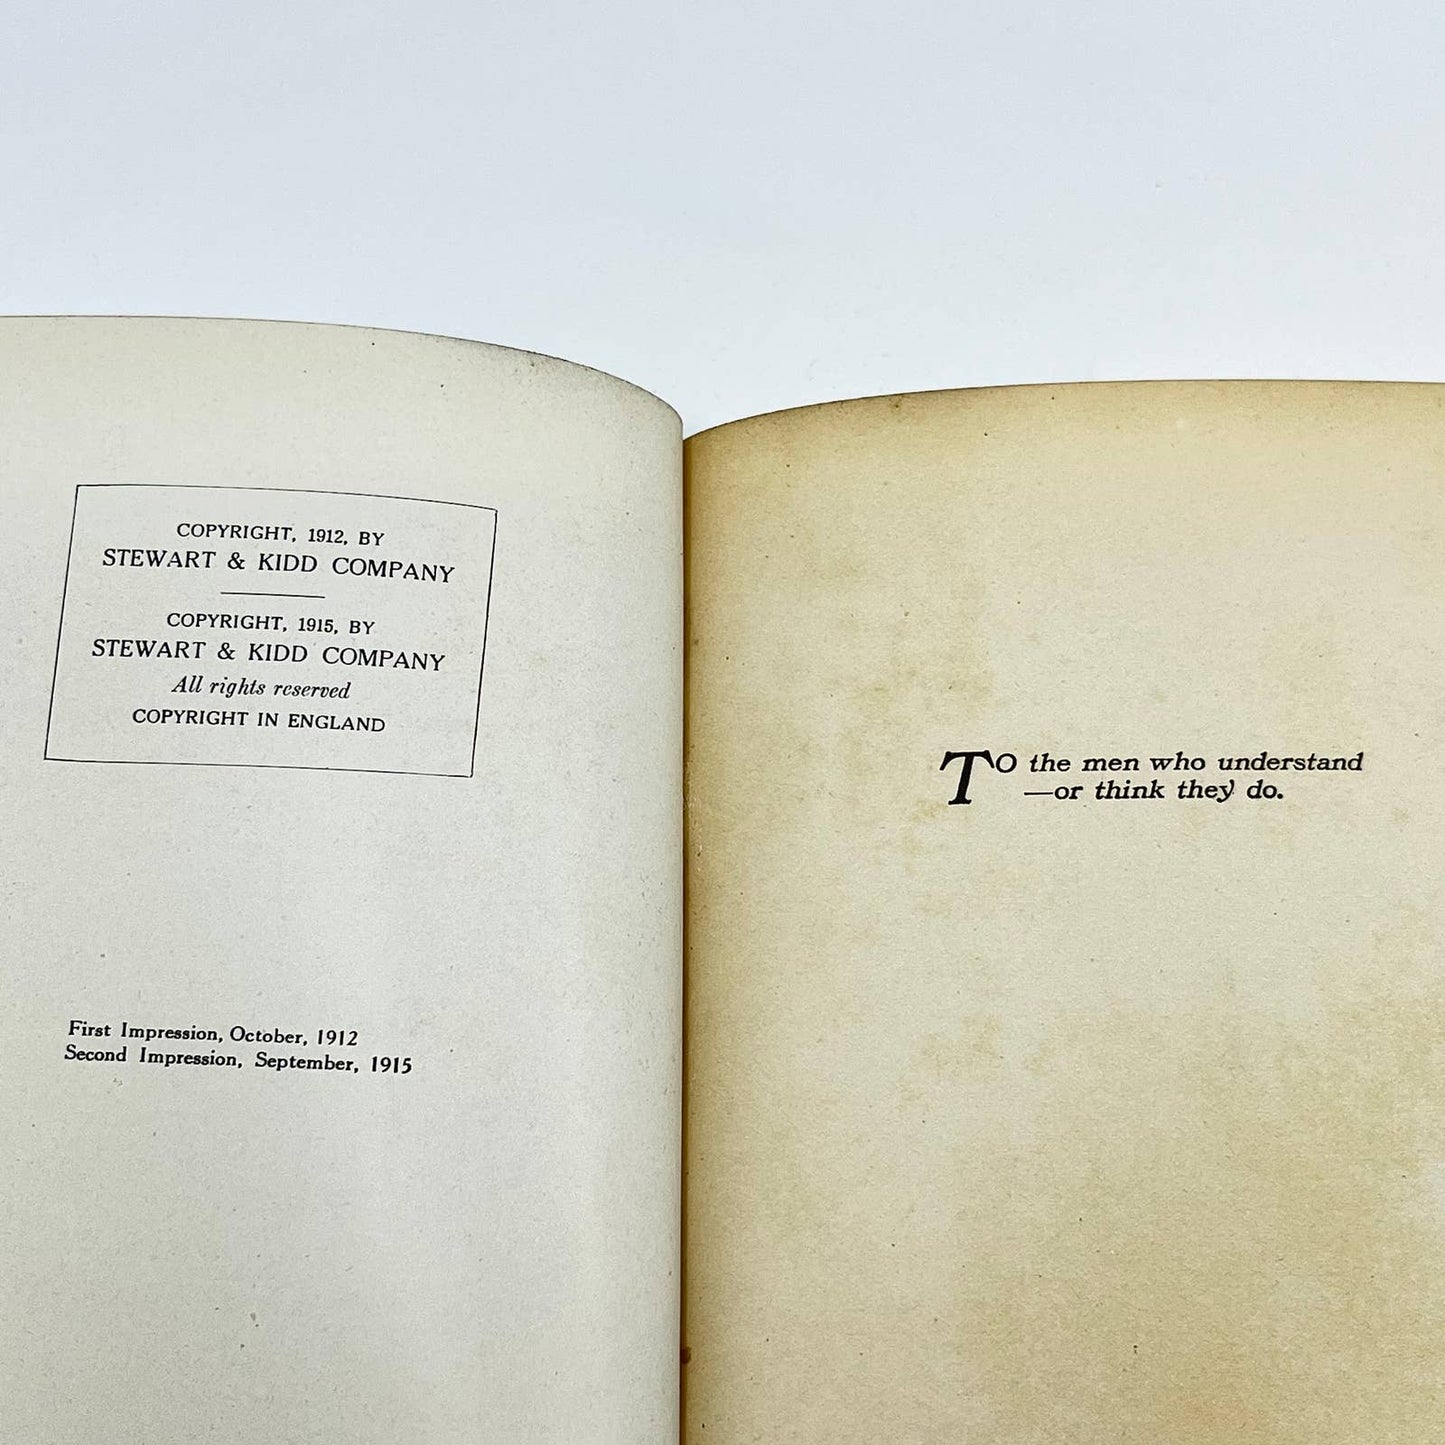 COPYRIGHT, 1912, BY
STEWART & KIDD COMPANY
COPYRIGHT, 1915, BY
STEWART & KIDD COMPANY
All rights reserved
COPYRIGHT IN ENGLAND
First Impression, October, 1912
Second Impression, September, 1915
To the men who understand
—or think they do.